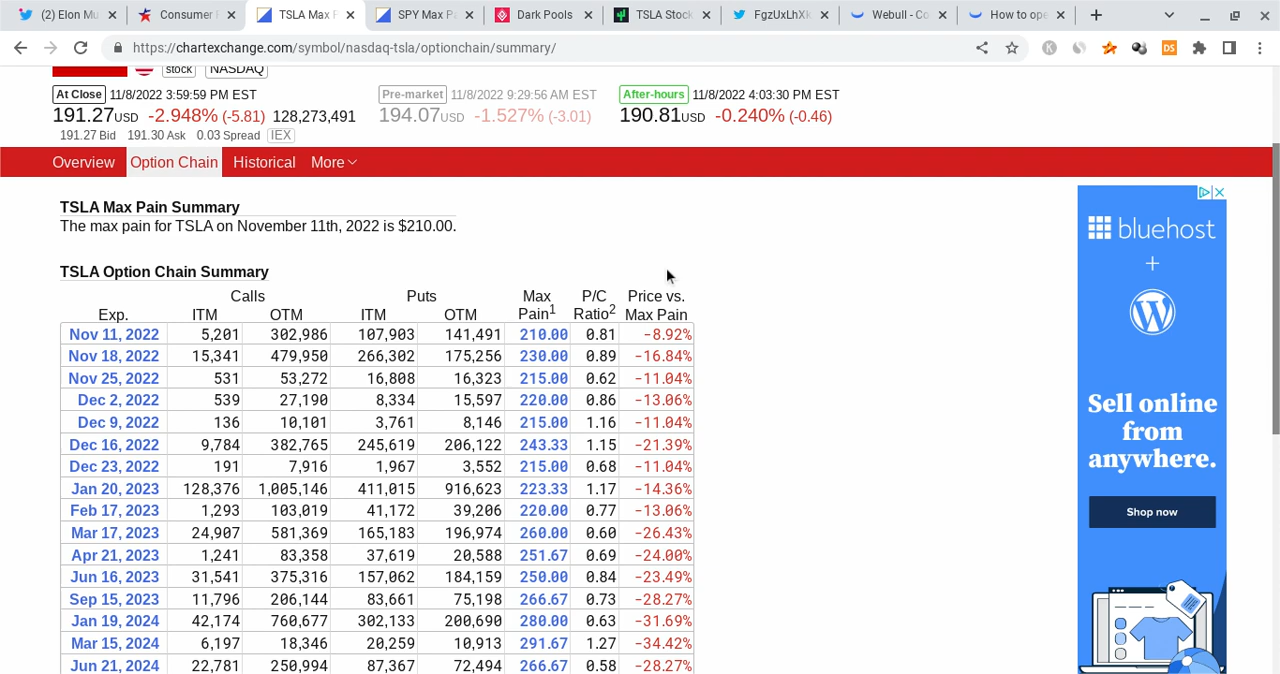 (2) Elon Mu
Consumer
TSLA Max P
SPY Max Pa
Dark Pools
TSLA Stock
FgzUxLhXk
Webull - Co
How to ope
https://chartexchange.com/symbol/nasdaq-tsla/optionchain/summary/
K
DS
stock NASDAQ
At Close 11/8/2022 3:59:59 PM EST
191.27USD -2.948% (-5.81) 128,273,491
191.27 Bid 191.30 Ask 0.03 Spread IEX
Pre-market 11/8/2022 9:29:56 AM EST
194.07USD -1.527% (-3.01)
After-hours 11/8/2022 4:03:30 PM EST
190.81USD -0.240% (-0.46)
Overview Option Chain Historical More
TSLA Max Pain Summary
The max pain for TSLA on November 11th, 2022 is $210.00.
TSLA Option Chain Summary
Calls Puts Max P/C Price vs.
Exp. ITM OTM ITM OTM Pain1 Ratio2 Max Pain
Nov 11, 2022 5,201 302,986 107,903 141,491 210.00 0.81 -8.92%
Nov 18, 2022 15,341 479,950 266,302 175,256 230.00 0.89 -16.84%
Nov 25, 2022 531 53,272 16,808 16,323 215.00 0.62 -11.04%
Dec 2, 2022 539 27,190 8,334 15,597 220.00 0.86 -13.06%
Dec 9, 2022 136 10,101 3,761 8,146 215.00 1.16 -11.04%
Dec 16, 2022 9,784 382,765 245,619 206,122 243.33 1.15 -21.39%
Dec 23, 2022 191 7,916 1,967 3,552 215.00 0.68 -11.04%
Jan 20, 2023 128,376 1,005,146 411,015 916,623 223.33 1.17 -14.36%
Feb 17, 2023 1,293 103,019 41,172 39,206 220.00 0.77 -13.06%
Mar 17, 2023 24,907 581,369 165,183 196,974 260.00 0.60 -26.43%
Apr 21, 2023 1,241 83,358 37,619 20,588 251.67 0.69 -24.00%
Jun 16, 2023 31,541 375,316 157,062 184,159 250.00 0.84 -23.49%
Sep 15, 2023 11,796 206,144 83,661 75,198 266.67 0.73 -28.27%
Jan 19, 2024 42,174 760,677 302,133 200,690 280.00 0.63 -31.69%
Mar 15, 2024 6,197 18,346 20,259 10,913 291.67 1.27 -34.42%
Jun 21, 2024 22,781 250,994 87,367 72,494 266.67 0.58 -28.27%
bluehost
+
Sell online
from
anywhere.
Shop now